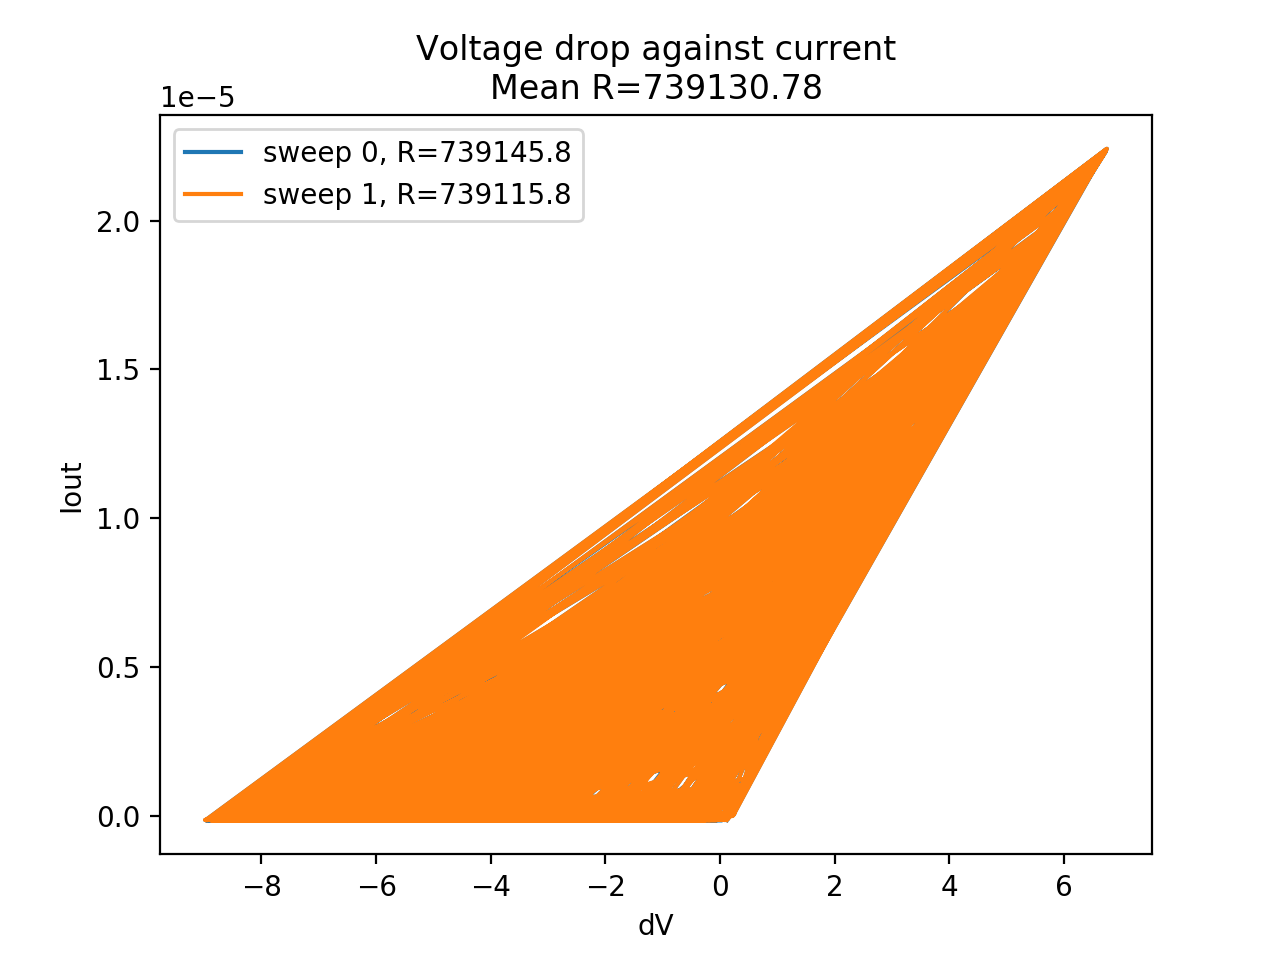 Voltage drop against current
Mean R=739130.78
1e−5
sweep 0, R=739145.8
sweep 1, R=739115.8
2.0
1.5
1.0
0.5
0.0
Iout
−8 −6 −4 −2 0 2 4 6
dV